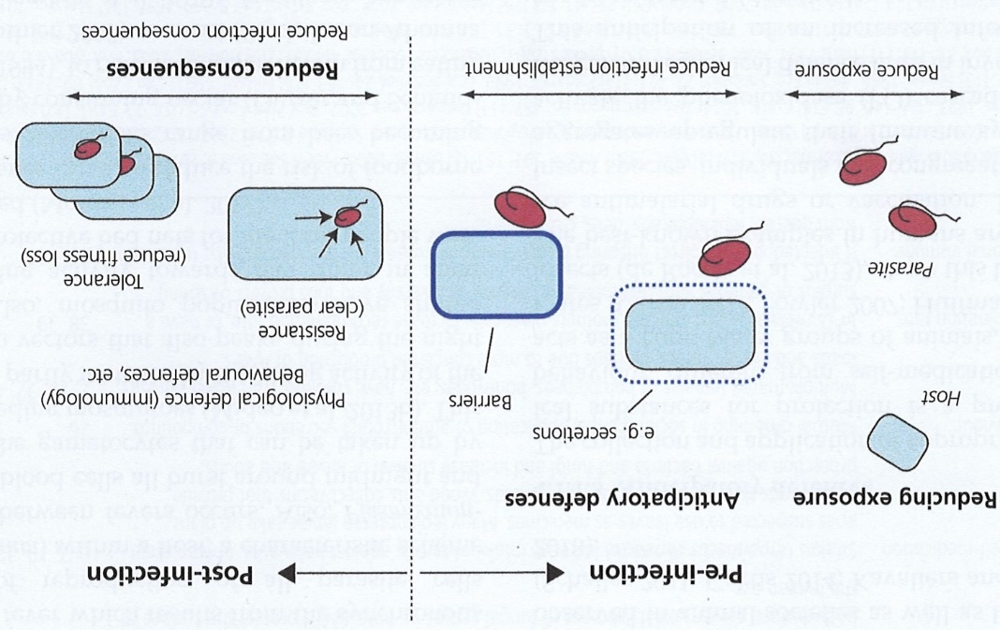 Pre-infection
Post-infection
Reducing exposure
Anticipatory defences
Host
e.g. secretions
Barriers
Physiological defence (immunology)
Behavioural defences, etc.
Parasite
Resistance
(clear parasite)
Tolerance
(reduce fitness loss)
Reduce exposure
Reduce infection establishment
Reduce consequences
Reduce infection consequences